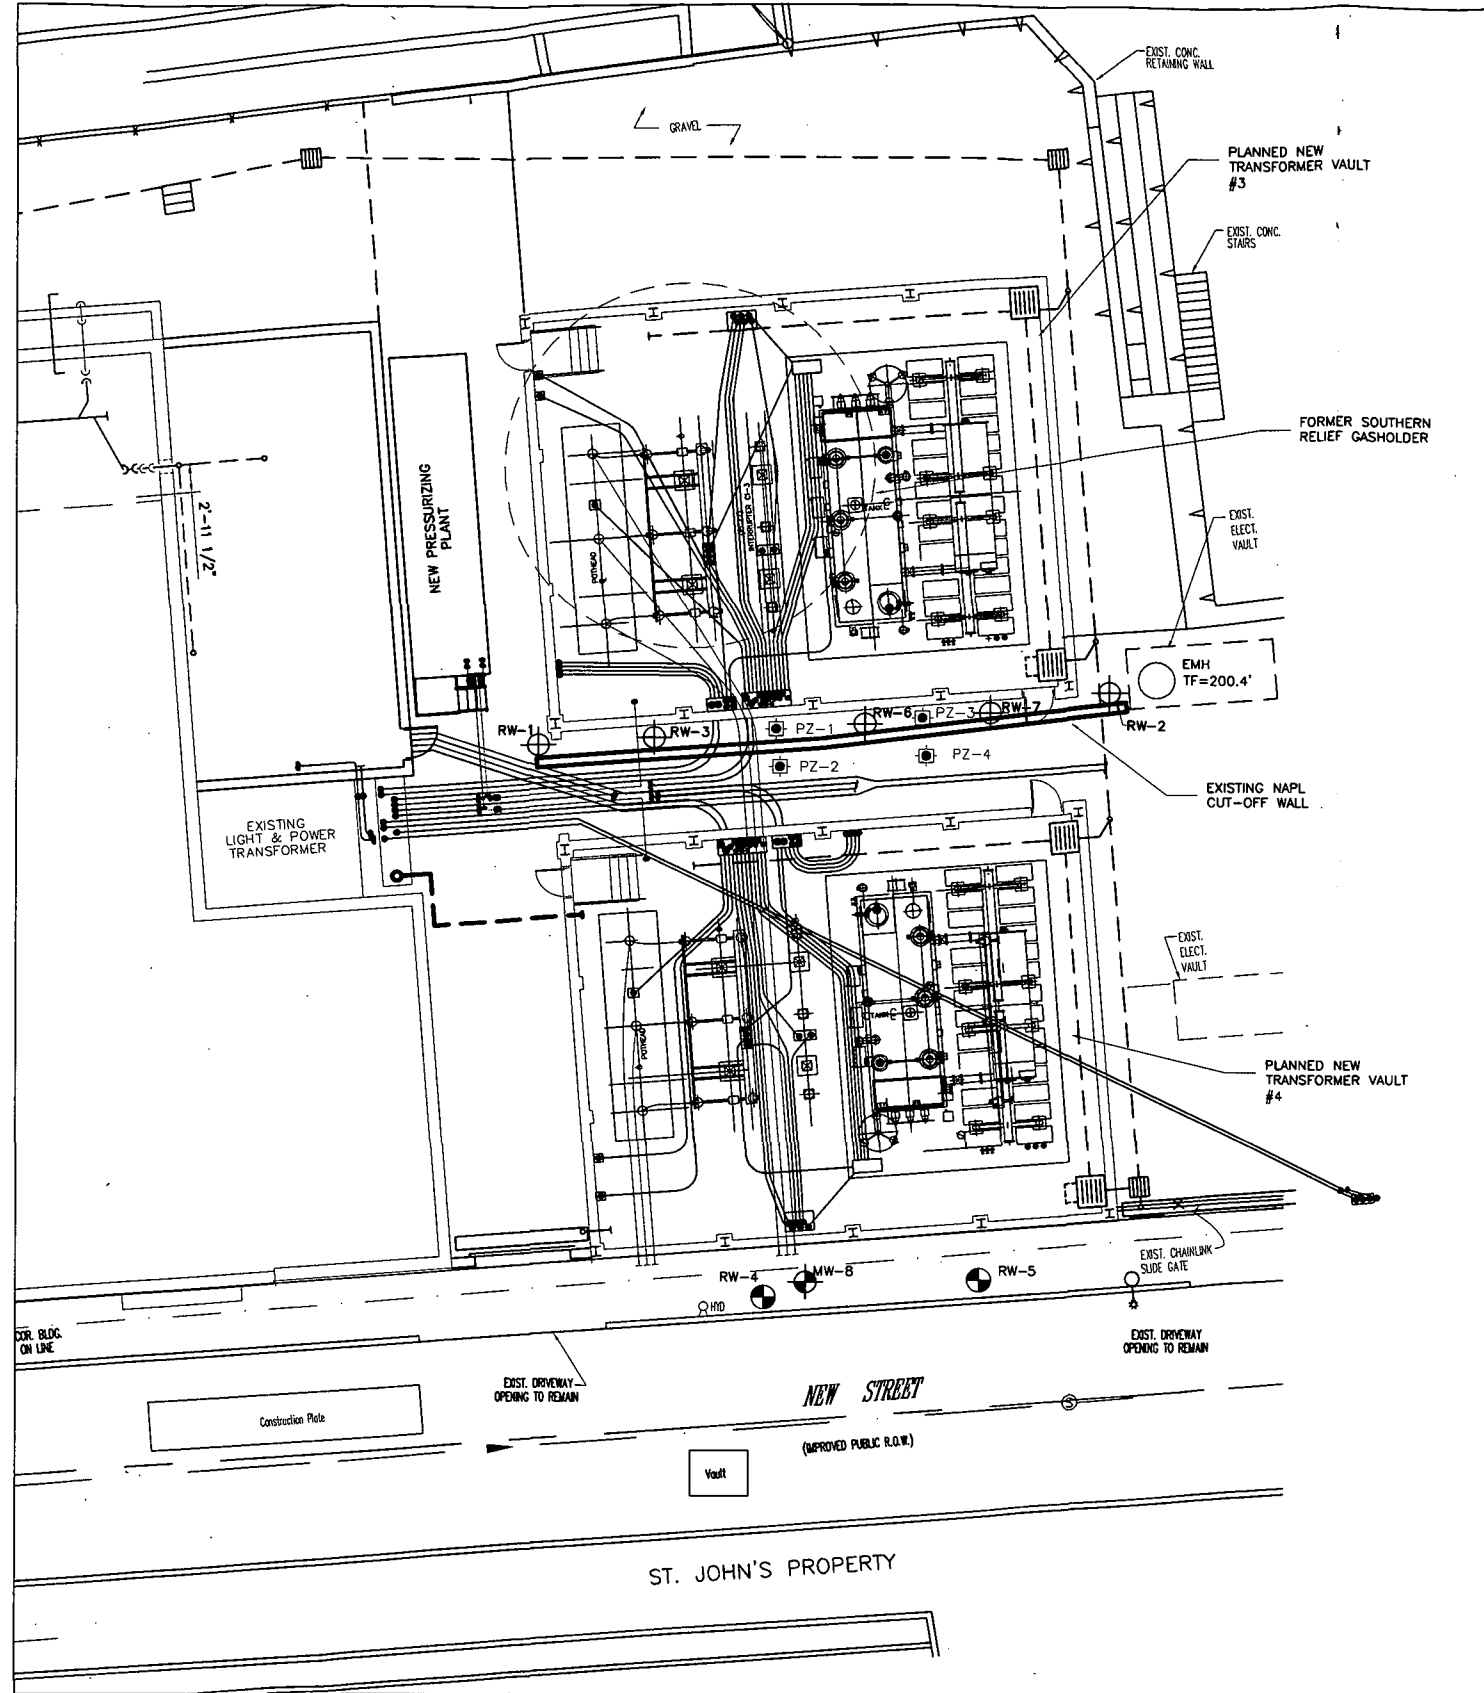 EXIST. CONC.
RETAINING WALL
GRAVEL
PLANNED NEW
TRANSFORMER VAULT
#3
EXIST. CONC.
STAIRS
FORMER SOUTHERN
RELIEF GASHOLDER
NEW PRESSURIZING
PLANT
2'-11 1/2"
POTHEAD
INTERRUPTER CI-3
TANK
EXIST.
ELECT.
VAULT
EMH
TF=200.4'
RW-1
RW-3
PZ-1
RW-6
PZ-3
RW-7
RW-2
PZ-2
PZ-4
EXISTING NAPL
CUT-OFF WALL
EXISTING
LIGHT & POWER
TRANSFORMER
EXIST.
ELECT.
VAULT
POTHEAD
TANK
PLANNED NEW
TRANSFORMER VAULT
#4
EXIST. CHAINLINK
SLIDE GATE
RW-4
MW-8
RW-5
HYD
COR. BLDG.
ON LINE
EXIST. DRIVEWAY
OPENING TO REMAIN
EXIST. DRIVEWAY
OPENING TO REMAIN
Construction Plate
NEW STREET
S
(IMPROVED PUBLIC R.O.W.)
Vault
ST. JOHN'S PROPERTY